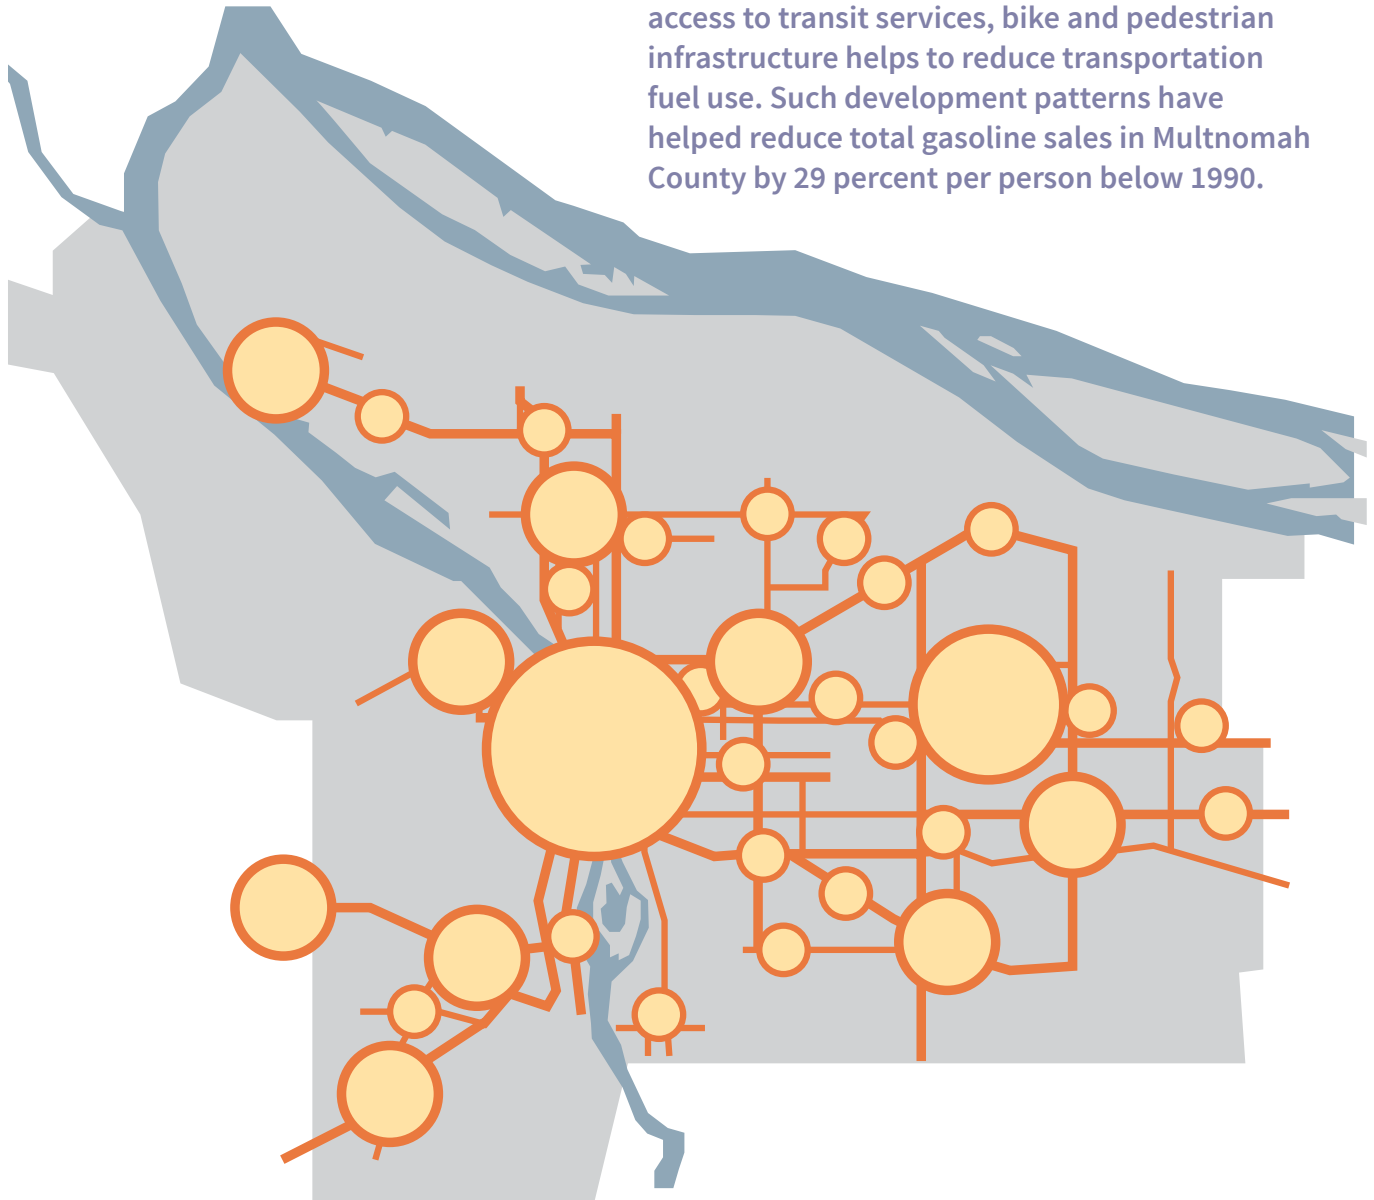 access to transit services, bike and pedestrian
infrastructure helps to reduce transportation
fuel use. Such development patterns have
helped reduce total gasoline sales in Multnomah
County by 29 percent per person below 1990.